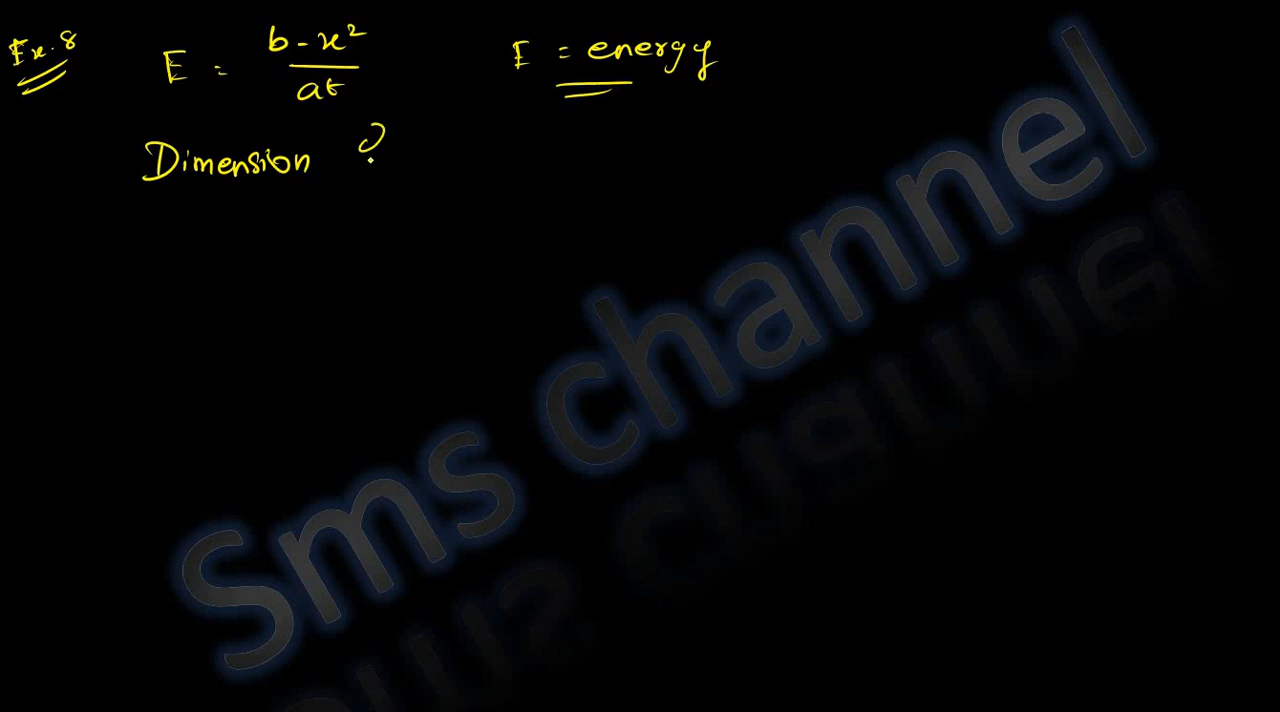 Ex. 8
E = b - x² / at
E = energy
Dimension ?
Sms channel